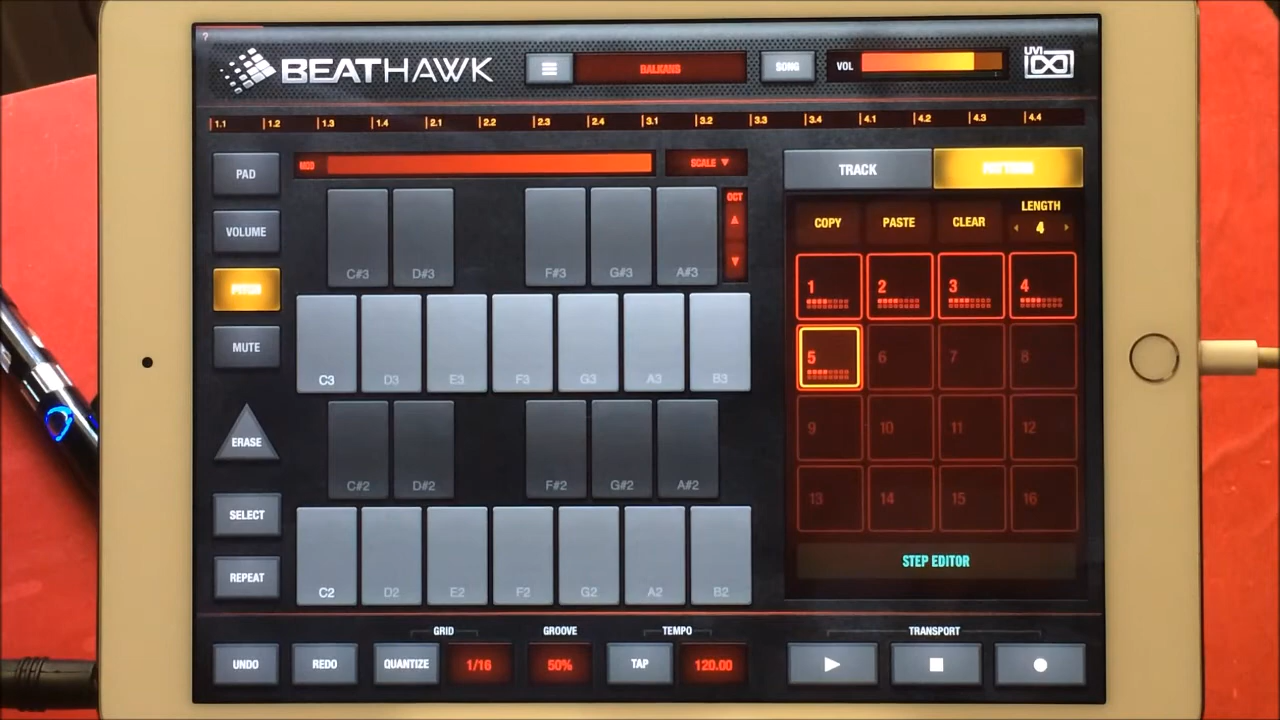 ?
BEATHAWK
BALKANS
SONG
VOL
UVI
1.1 1.2 1.3 1.4 2.1 2.2 2.3 2.4 3.1 3.2 3.3 3.4 4.1 4.2 4.3 4.4
PAD
VOLUME
PITCH
MUTE
ERASE
SELECT
REPEAT
MOD
SCALE
OCT
C#3 D#3 F#3 G#3 A#3
C3 D3 E3 F3 G3 A3 B3
C#2 D#2 F#2 G#2 A#2
C2 D2 E2 F2 G2 A2 B2
TRACK
PATTERN
COPY PASTE CLEAR
LENGTH
4
1 2 3 4
5 6 7 8
9 10 11 12
13 14 15 16
STEP EDITOR
GRID GROOVE TEMPO TRANSPORT
UNDO REDO QUANTIZE 1/16 50% TAP 120.00